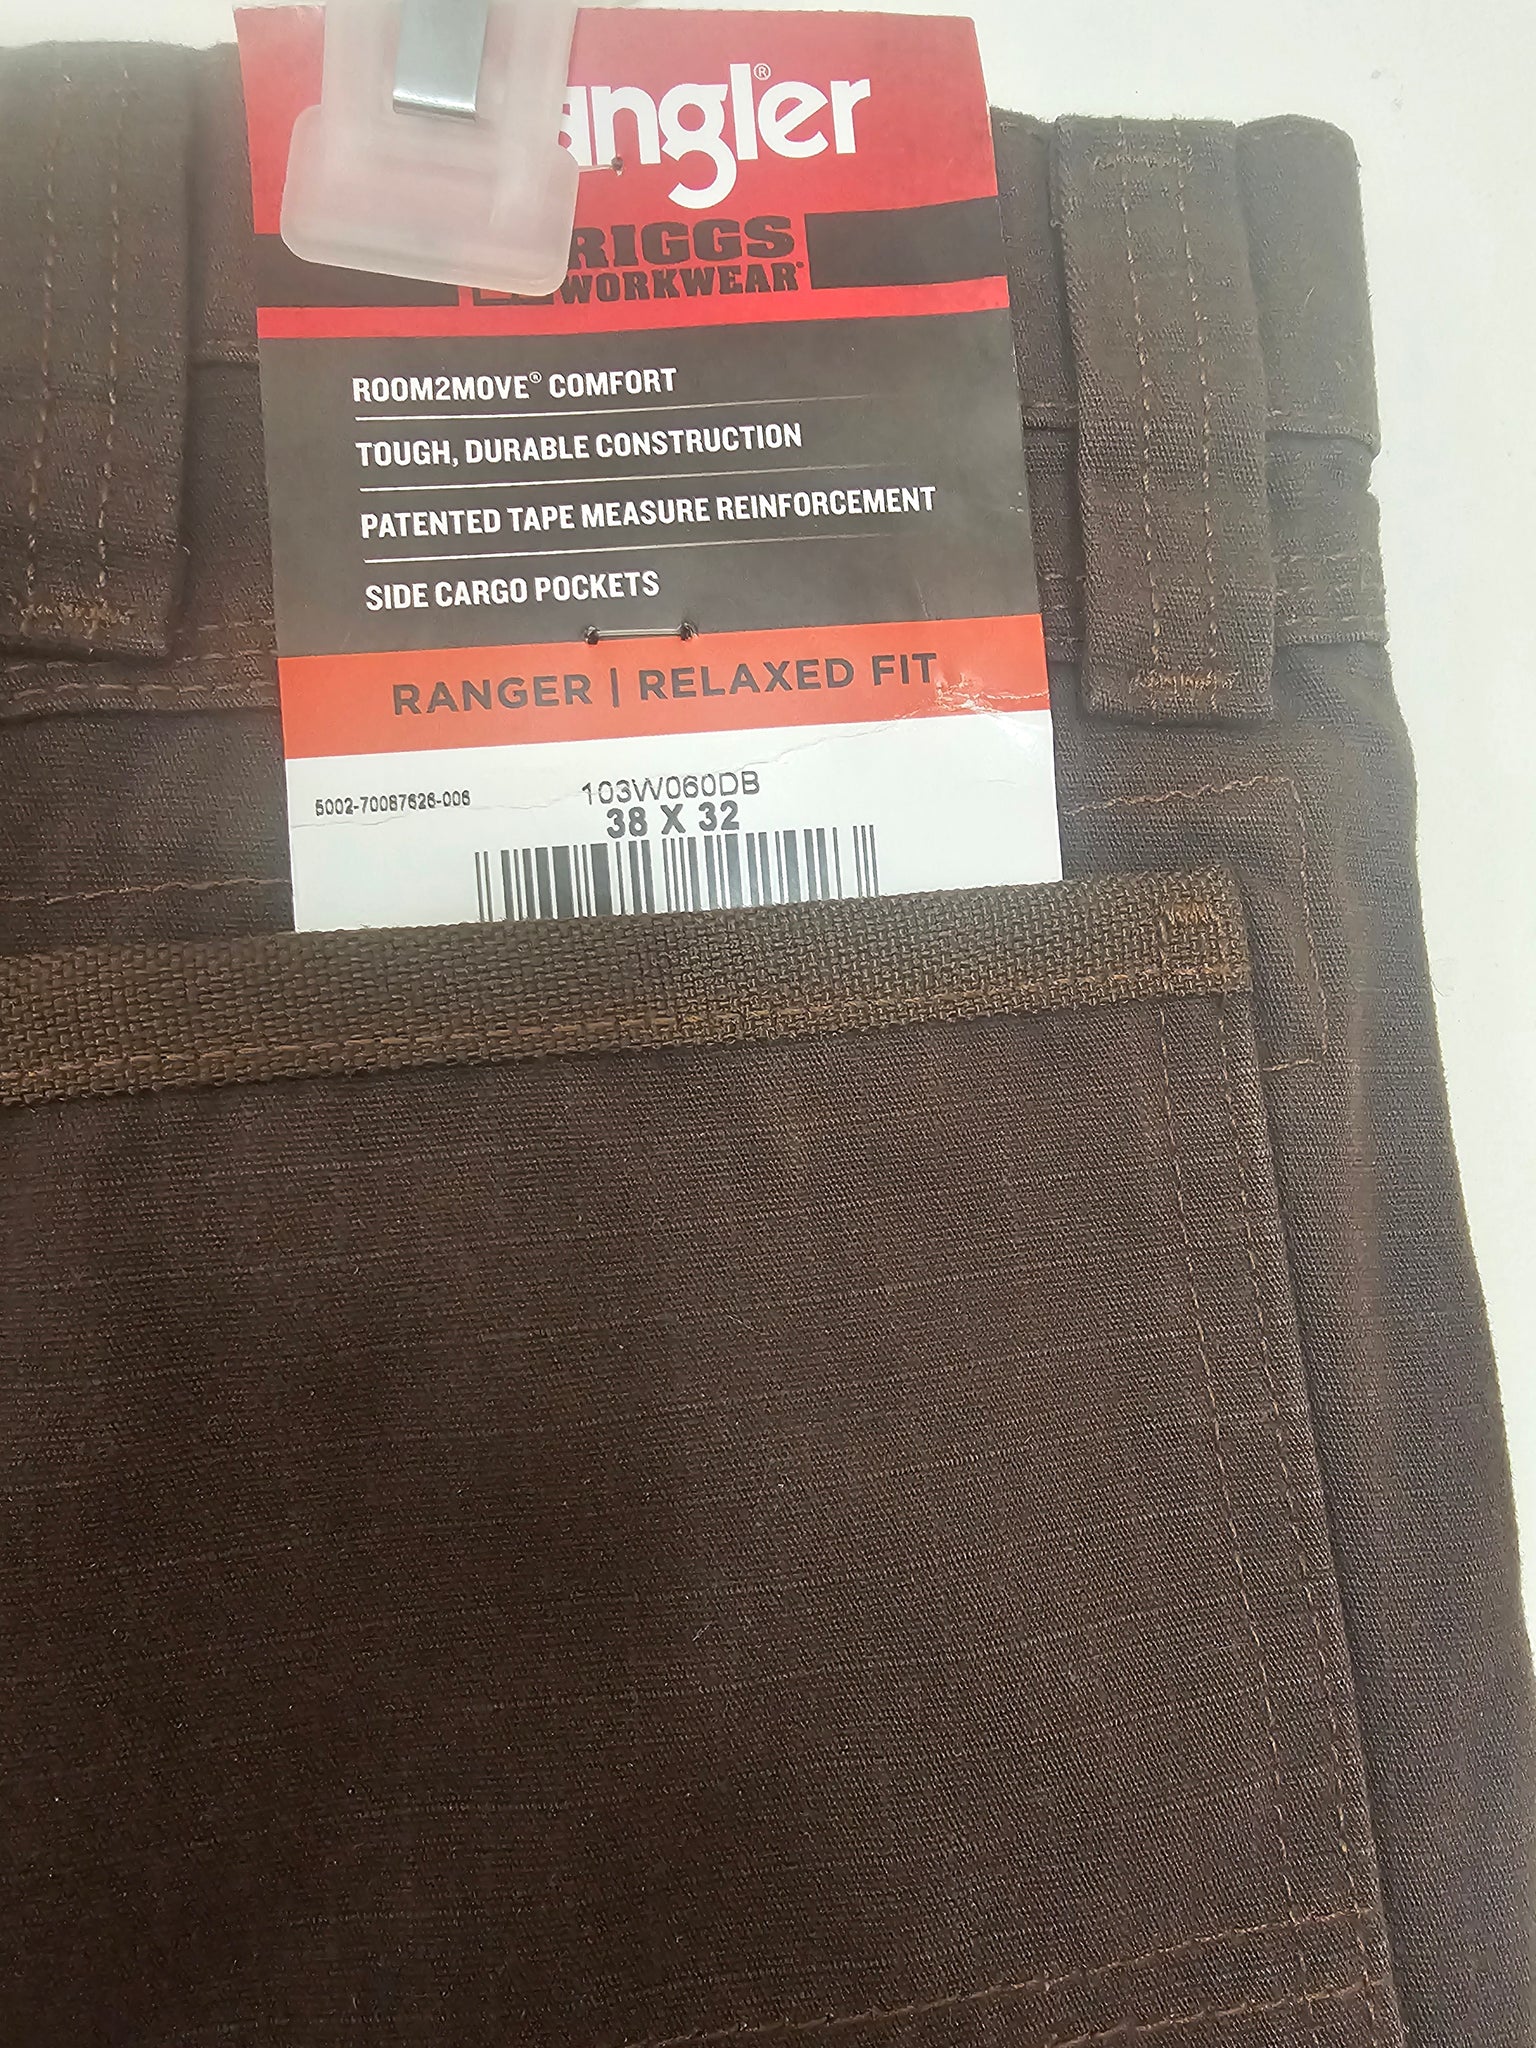 angler®
RIGGS
WORKWEAR
ROOM2MOVE® COMFORT
TOUGH, DURABLE CONSTRUCTION
PATENTED TAPE MEASURE REINFORCEMENT
SIDE CARGO POCKETS
RANGER | RELAXED FIT
5002-70087626-006
103W060DB
38 X 32